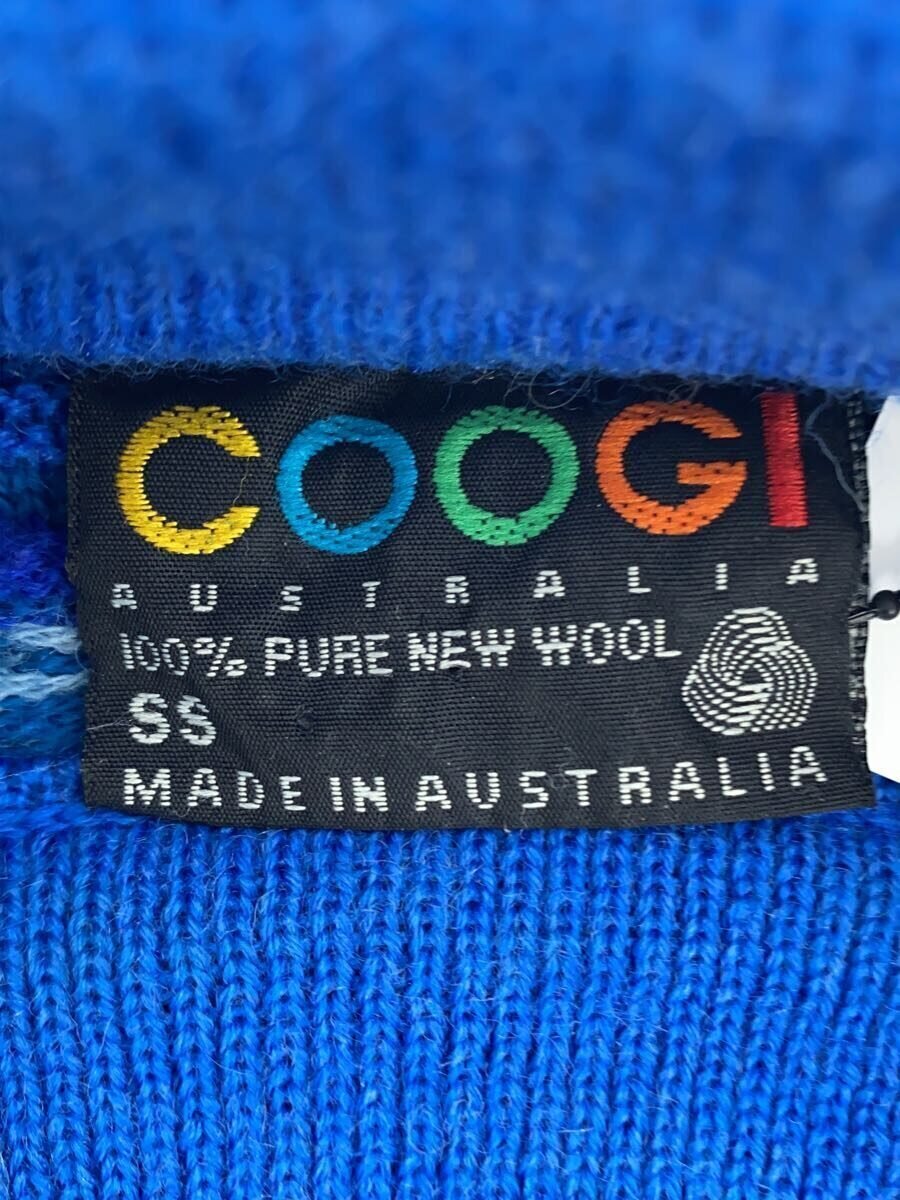 COOGI
AUSTRALIA
100% PURE NEW WOOL
SS
MADE IN AUSTRALIA